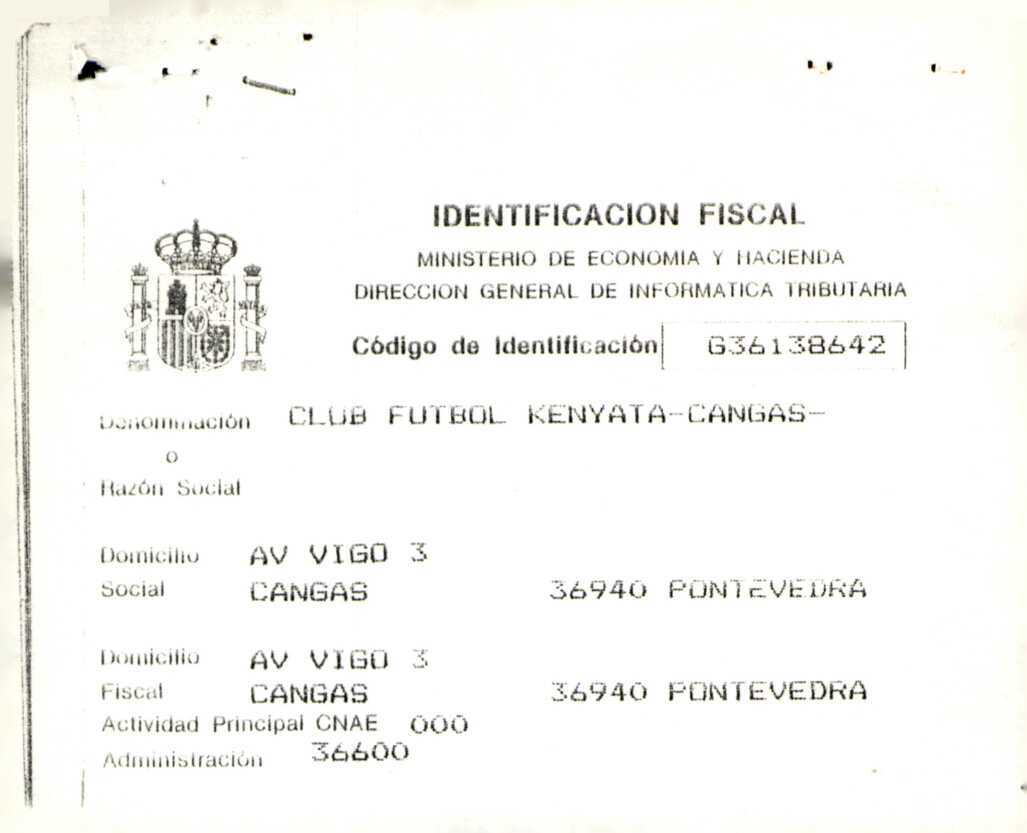 IDENTIFICACION FISCAL
MINISTERIO DE ECONOMIA Y HACIENDA
DIRECCION GENERAL DE INFORMATICA TRIBUTARIA
Código de Identificación G36138642
Denominación CLUB FUTBOL KENYATA-CANGAS-
o
Razón Social
Domicilio AV VIGO 3
Social CANGAS 36940 PONTEVEDRA
Domicilio AV VIGO 3
Fiscal CANGAS 36940 PONTEVEDRA
Actividad Principal CNAE 000
Administración 36600